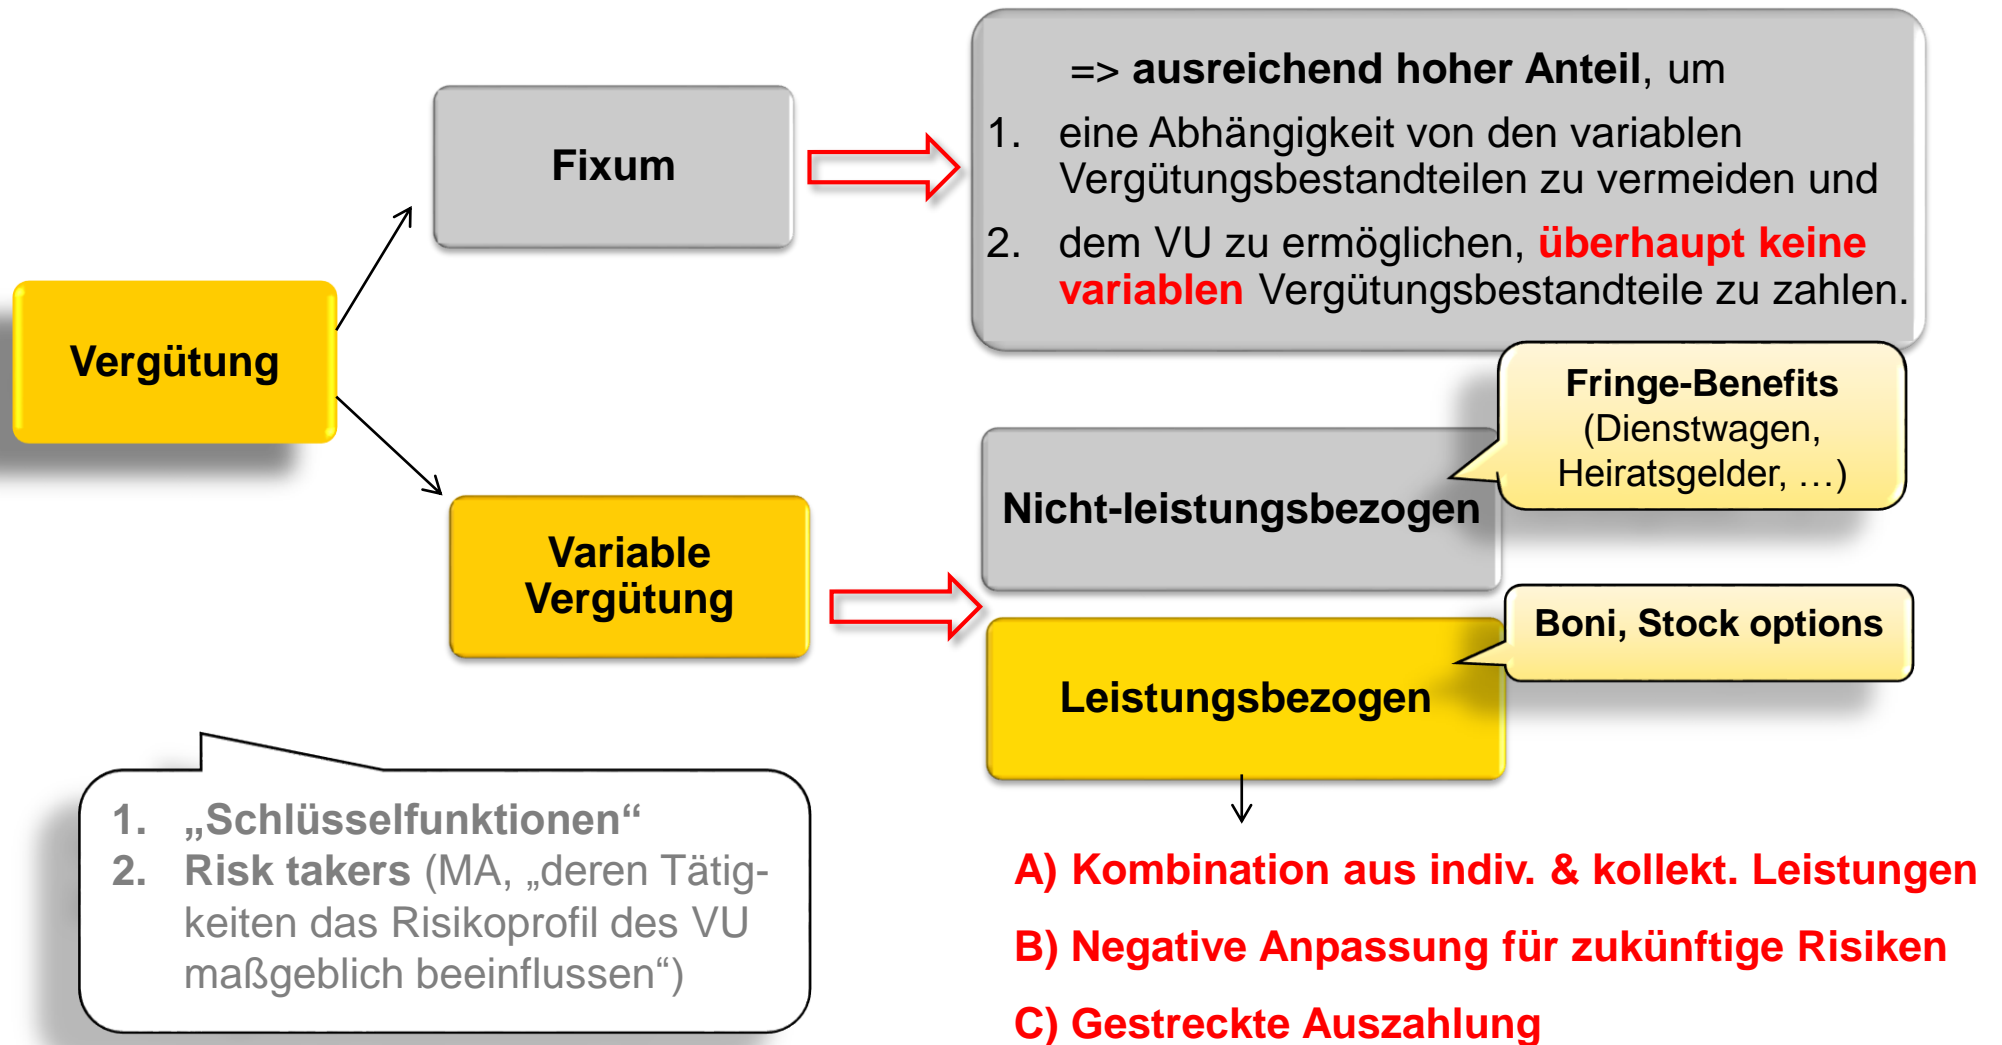 => ausreichend hoher Anteil, um
1. eine Abhängigkeit von den variablen
Vergütungsbestandteilen zu vermeiden und
2. dem VU zu ermöglichen, überhaupt keine
variablen Vergütungsbestandteile zu zahlen.
Fixum
Vergütung
Fringe-Benefits
(Dienstwagen,
Heiratsgelder, …)
Nicht-leistungsbezogen
Variable
Vergütung
Boni, Stock options
Leistungsbezogen
1. „Schlüsselfunktionen“
2. Risk takers (MA, „deren Tätig-
keiten das Risikoprofil des VU
maßgeblich beeinflussen“)
A) Kombination aus indiv. & kollekt. Leistungen
B) Negative Anpassung für zukünftige Risiken
C) Gestreckte Auszahlung